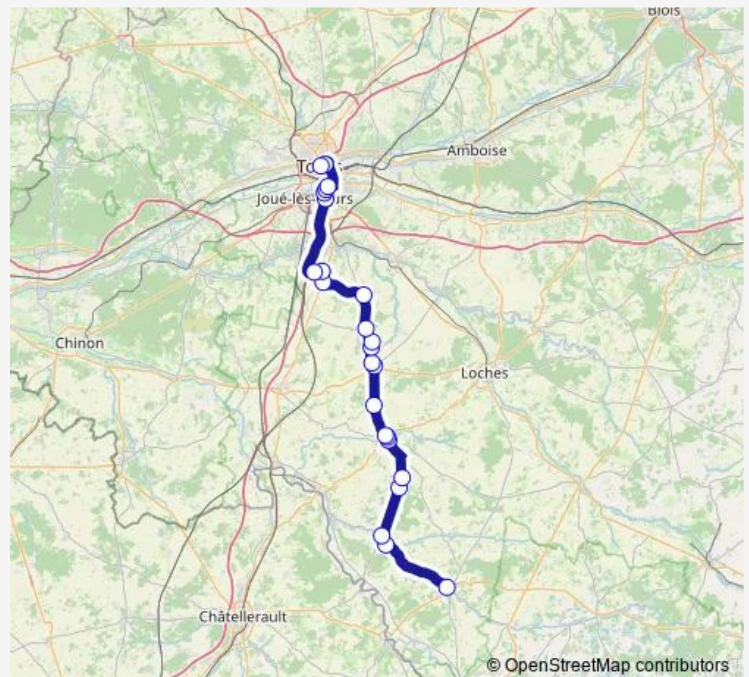 Blois
Amboise
Joué-lès-Tours
Chinon
Loches
Châtellerault
© OpenStreetMap contributors